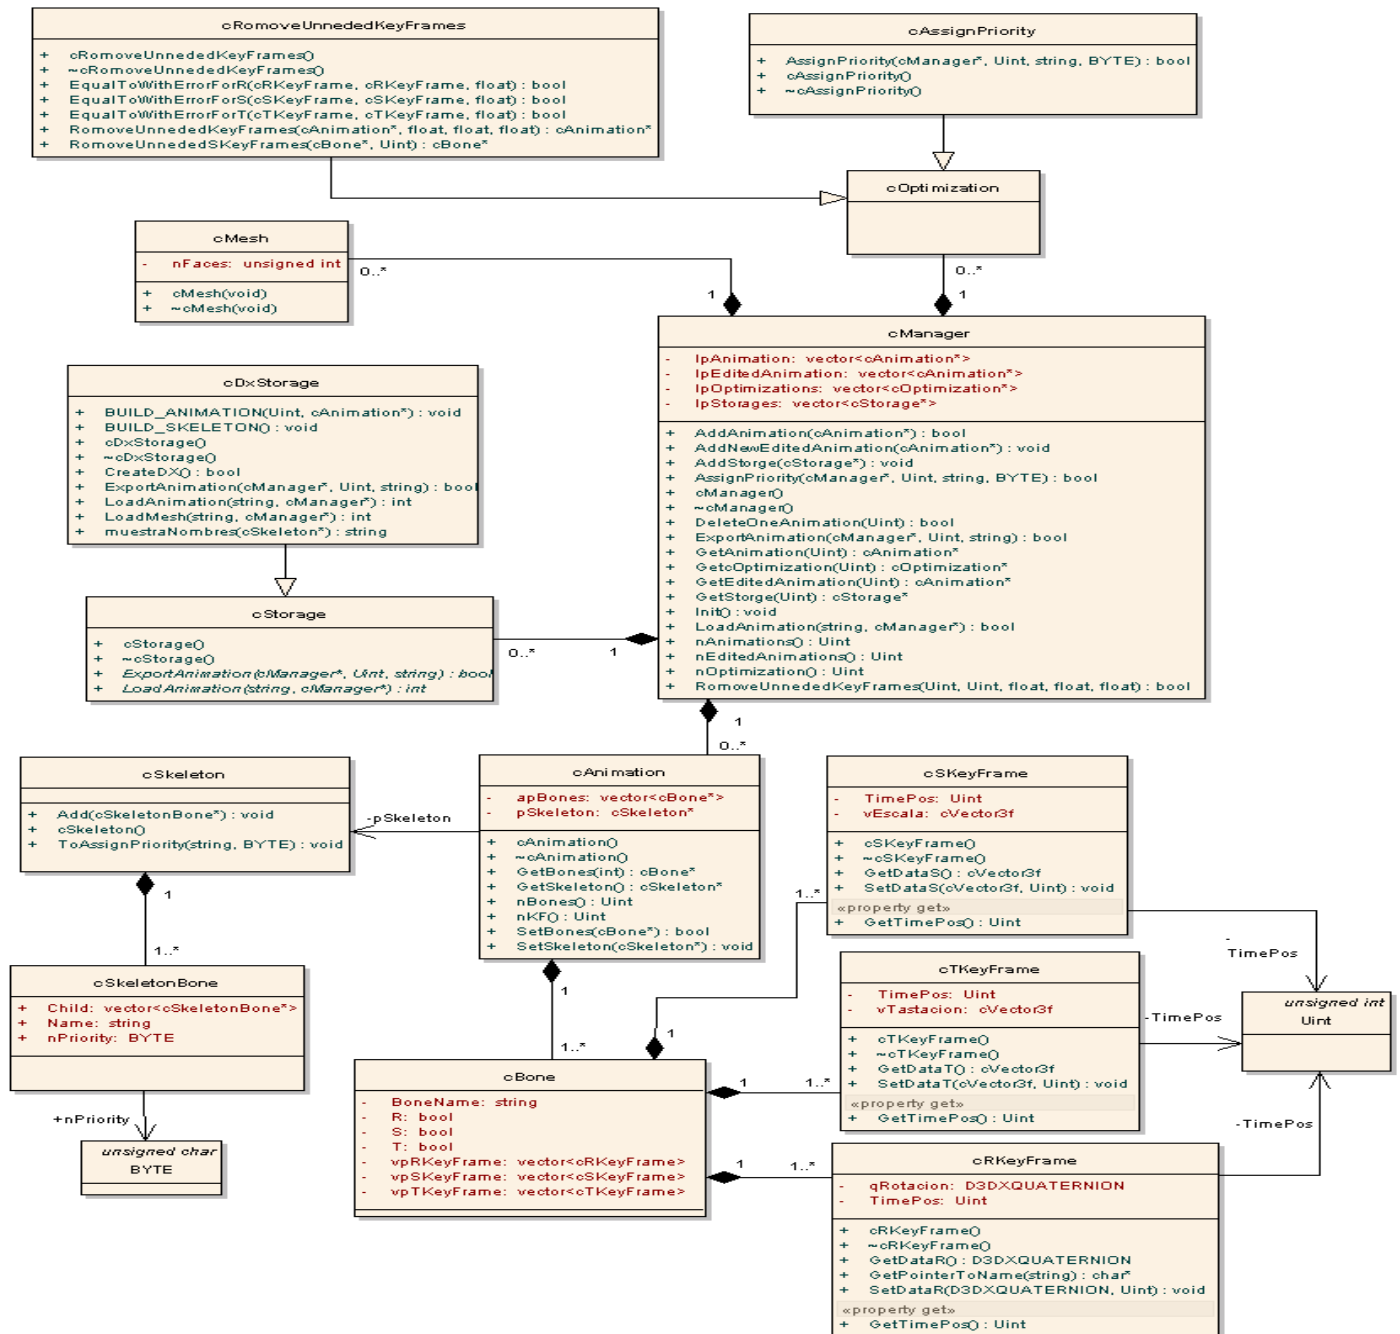 cRomoveUnnededKeyFrames
+ cRomoveUnnededKeyFrames()
+ ~cRomoveUnnededKeyFrames()
+ EqualToWithErrorForR(cRKeyFrame, cRKeyFrame, float) : bool
+ EqualToWithErrorForS(cSKeyFrame, cSKeyFrame, float) : bool
+ EqualToWithErrorForT(cTKeyFrame, cTKeyFrame, float) : bool
+ RomoveUnnededKeyFrames(cAnimation*, float, float, float) : cAnimation*
+ RomoveUnnededSKeyFrames(cBone*, Uint) : cBone*
cAssignPriority
+ AssignPriority(cManager*, Uint, string, BYTE) : bool
+ cAssignPriority()
+ ~cAssignPriority()
cOptimization
0..*
1
cMesh
- nFaces: unsigned int
+ cMesh(void)
+ ~cMesh(void)
0..*
1
cManager
- lpAnimation: vector<cAnimation*>
- lpEditedAnimation: vector<cAnimation*>
- lpOptimizations: vector<cOptimization*>
- lpStorages: vector<cStorage*>
+ AddAnimation(cAnimation*) : bool
+ AddNewEditedAnimation(cAnimation*) : void
+ AddStorge(cStorage*) : void
+ AssignPriority(cManager*, Uint, string, BYTE) : bool
+ cManager()
+ ~cManager()
+ DeleteOneAnimation(Uint) : bool
+ ExportAnimation(cManager*, Uint, string) : bool
+ GetAnimation(Uint) : cAnimation*
+ GetcOptimization(Uint) : cOptimization*
+ GetEditedAnimation(Uint) : cAnimation*
+ GetStorge(Uint) : cStorage*
+ Init() : void
+ LoadAnimation(string, cManager*) : bool
+ nAnimations() : Uint
+ nEditedAnimations() : Uint
+ nOptimization() : Uint
+ RomoveUnnededKeyFrames(Uint, Uint, float, float, float) : bool
cDxStorage
+ BUILD_ANIMATION(Uint, cAnimation*) : void
+ BUILD_SKELETON() : void
+ cDxStorage()
+ ~cDxStorage()
+ CreateDX() : bool
+ ExportAnimation(cManager*, Uint, string) : bool
+ LoadAnimation(string, cManager*) : int
+ LoadMesh(string, cManager*) : int
+ muestraNombres(cSkeleton*) : string
cStorage
+ cStorage()
+ ~cStorage()
+ ExportAnimation(cManager*, Uint, string) : bool
+ LoadAnimation(string, cManager*) : int
0..*
1
1
0..*
cSkeleton
+ Add(cSkeletonBone*) : void
+ cSkeleton()
+ ToAssignPriority(string, BYTE) : void
-pSkeleton
cAnimation
- apBones: vector<cBone*>
- pSkeleton: cSkeleton*
+ cAnimation()
+ ~cAnimation()
+ GetBones(int) : cBone*
+ GetSkeleton() : cSkeleton*
+ nBones() : Uint
+ nKF() : Uint
+ SetBones(cBone*) : bool
+ SetSkeleton(cSkeleton*) : void
cSKeyFrame
- TimePos: Uint
- vEscala: cVector3f
+ cSKeyFrame()
+ ~cSKeyFrame()
+ GetDataS() : cVector3f
+ SetDataS(cVector3f, Uint) : void
«property get»
+ GetTimePos() : Uint
1
1..*
cSkeletonBone
+ Child: vector<cSkeletonBone*>
+ Name: string
+ nPriority: BYTE
+nPriority
unsigned char
BYTE
1
1..*
cBone
- BoneName: string
- R: bool
- S: bool
- T: bool
- vpRKeyFrame: vector<cRKeyFrame>
- vpSKeyFrame: vector<cSKeyFrame>
- vpTKeyFrame: vector<cTKeyFrame>
1
1..*
1
1..*
1
1..*
cTKeyFrame
- TimePos: Uint
- vTastacion: cVector3f
+ cTKeyFrame()
+ ~cTKeyFrame()
+ GetDataT() : cVector3f
+ SetDataT(cVector3f, Uint) : void
«property get»
+ GetTimePos() : Uint
-
TimePos
-TimePos
unsigned int
Uint
-TimePos
cRKeyFrame
- qRotacion: D3DXQUATERNION
- TimePos: Uint
+ cRKeyFrame()
+ ~cRKeyFrame()
+ GetDataR() : D3DXQUATERNION
+ GetPointerToName(string) : char*
+ SetDataR(D3DXQUATERNION, Uint) : void
«property get»
+ GetTimePos() : Uint